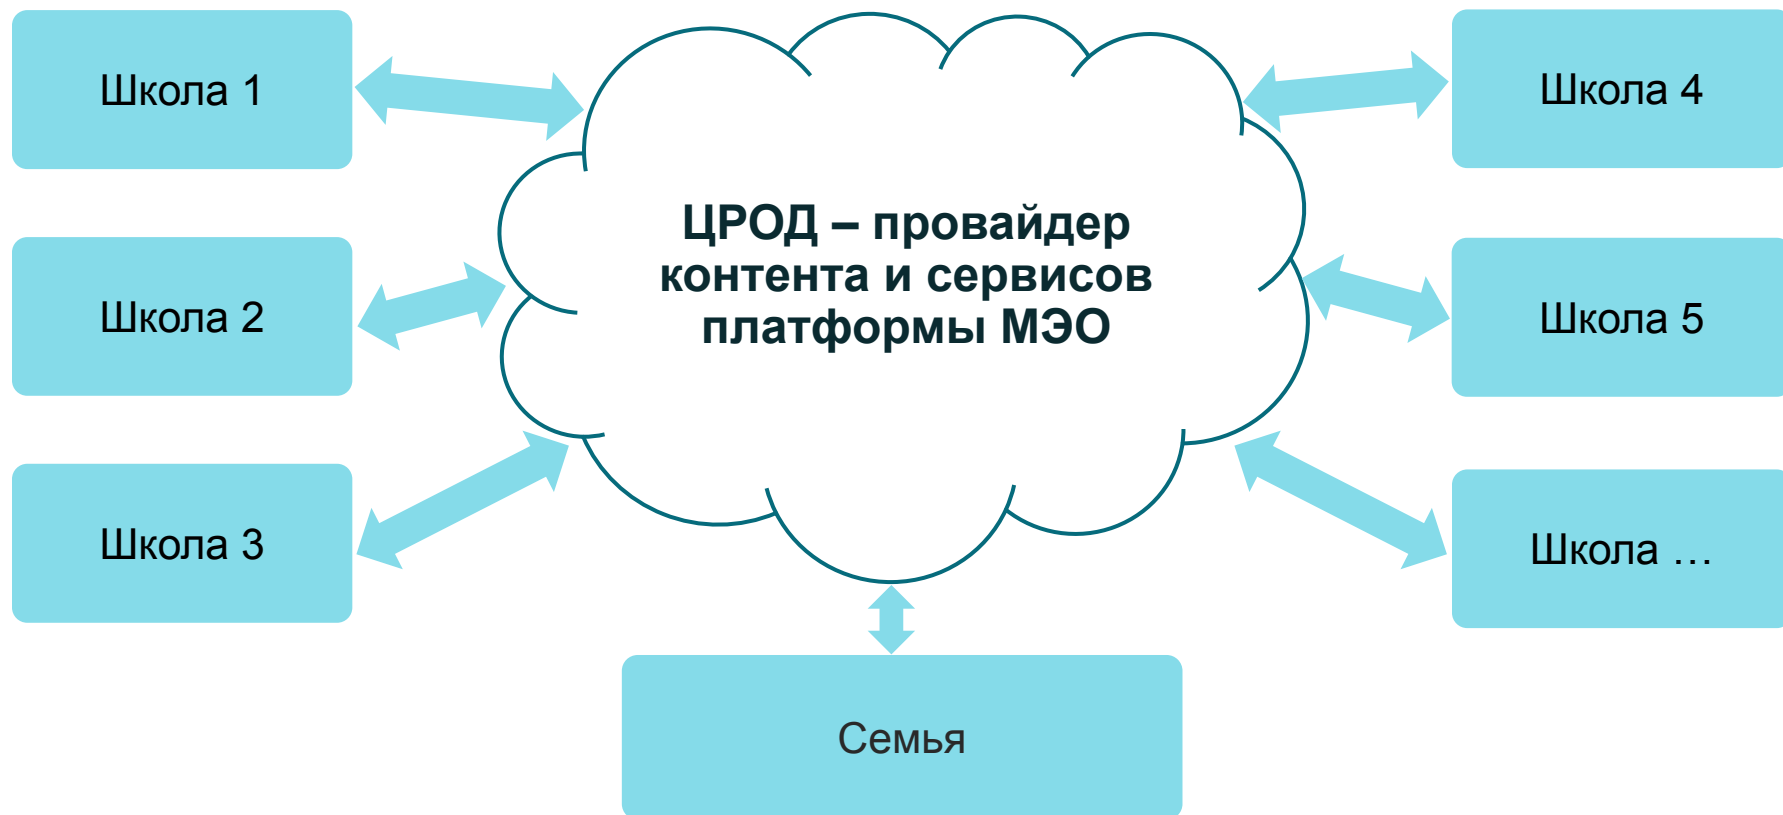 Школа 1
Школа 2
Школа 3
ЦРОД – провайдер
контента и сервисов
платформы МЭО
Школа 4
Школа 5
Школа …
Семья